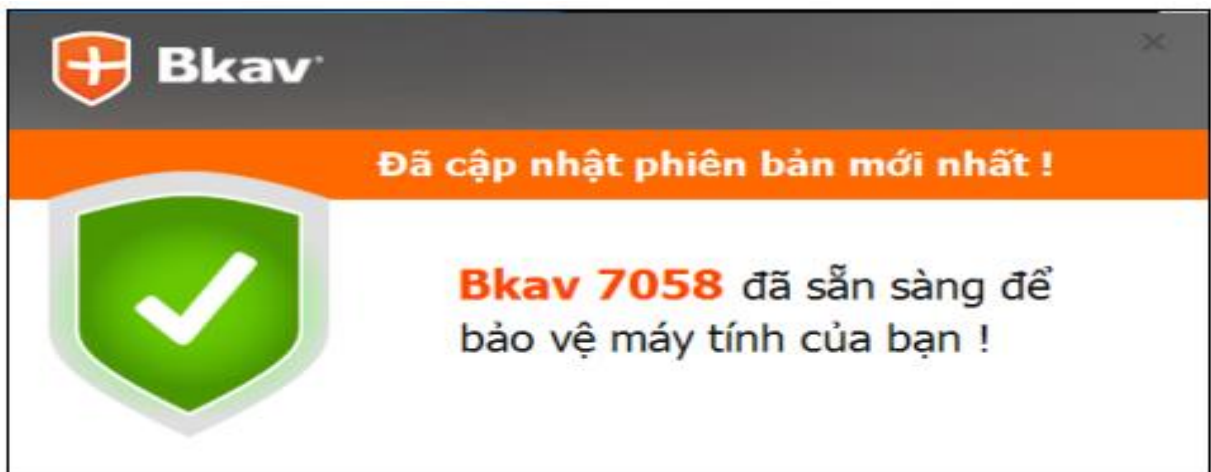 Bkav
Đã cập nhật phiên bản mới nhất !
Bkav 7058 đã sẵn sàng để
bảo vệ máy tính của bạn !